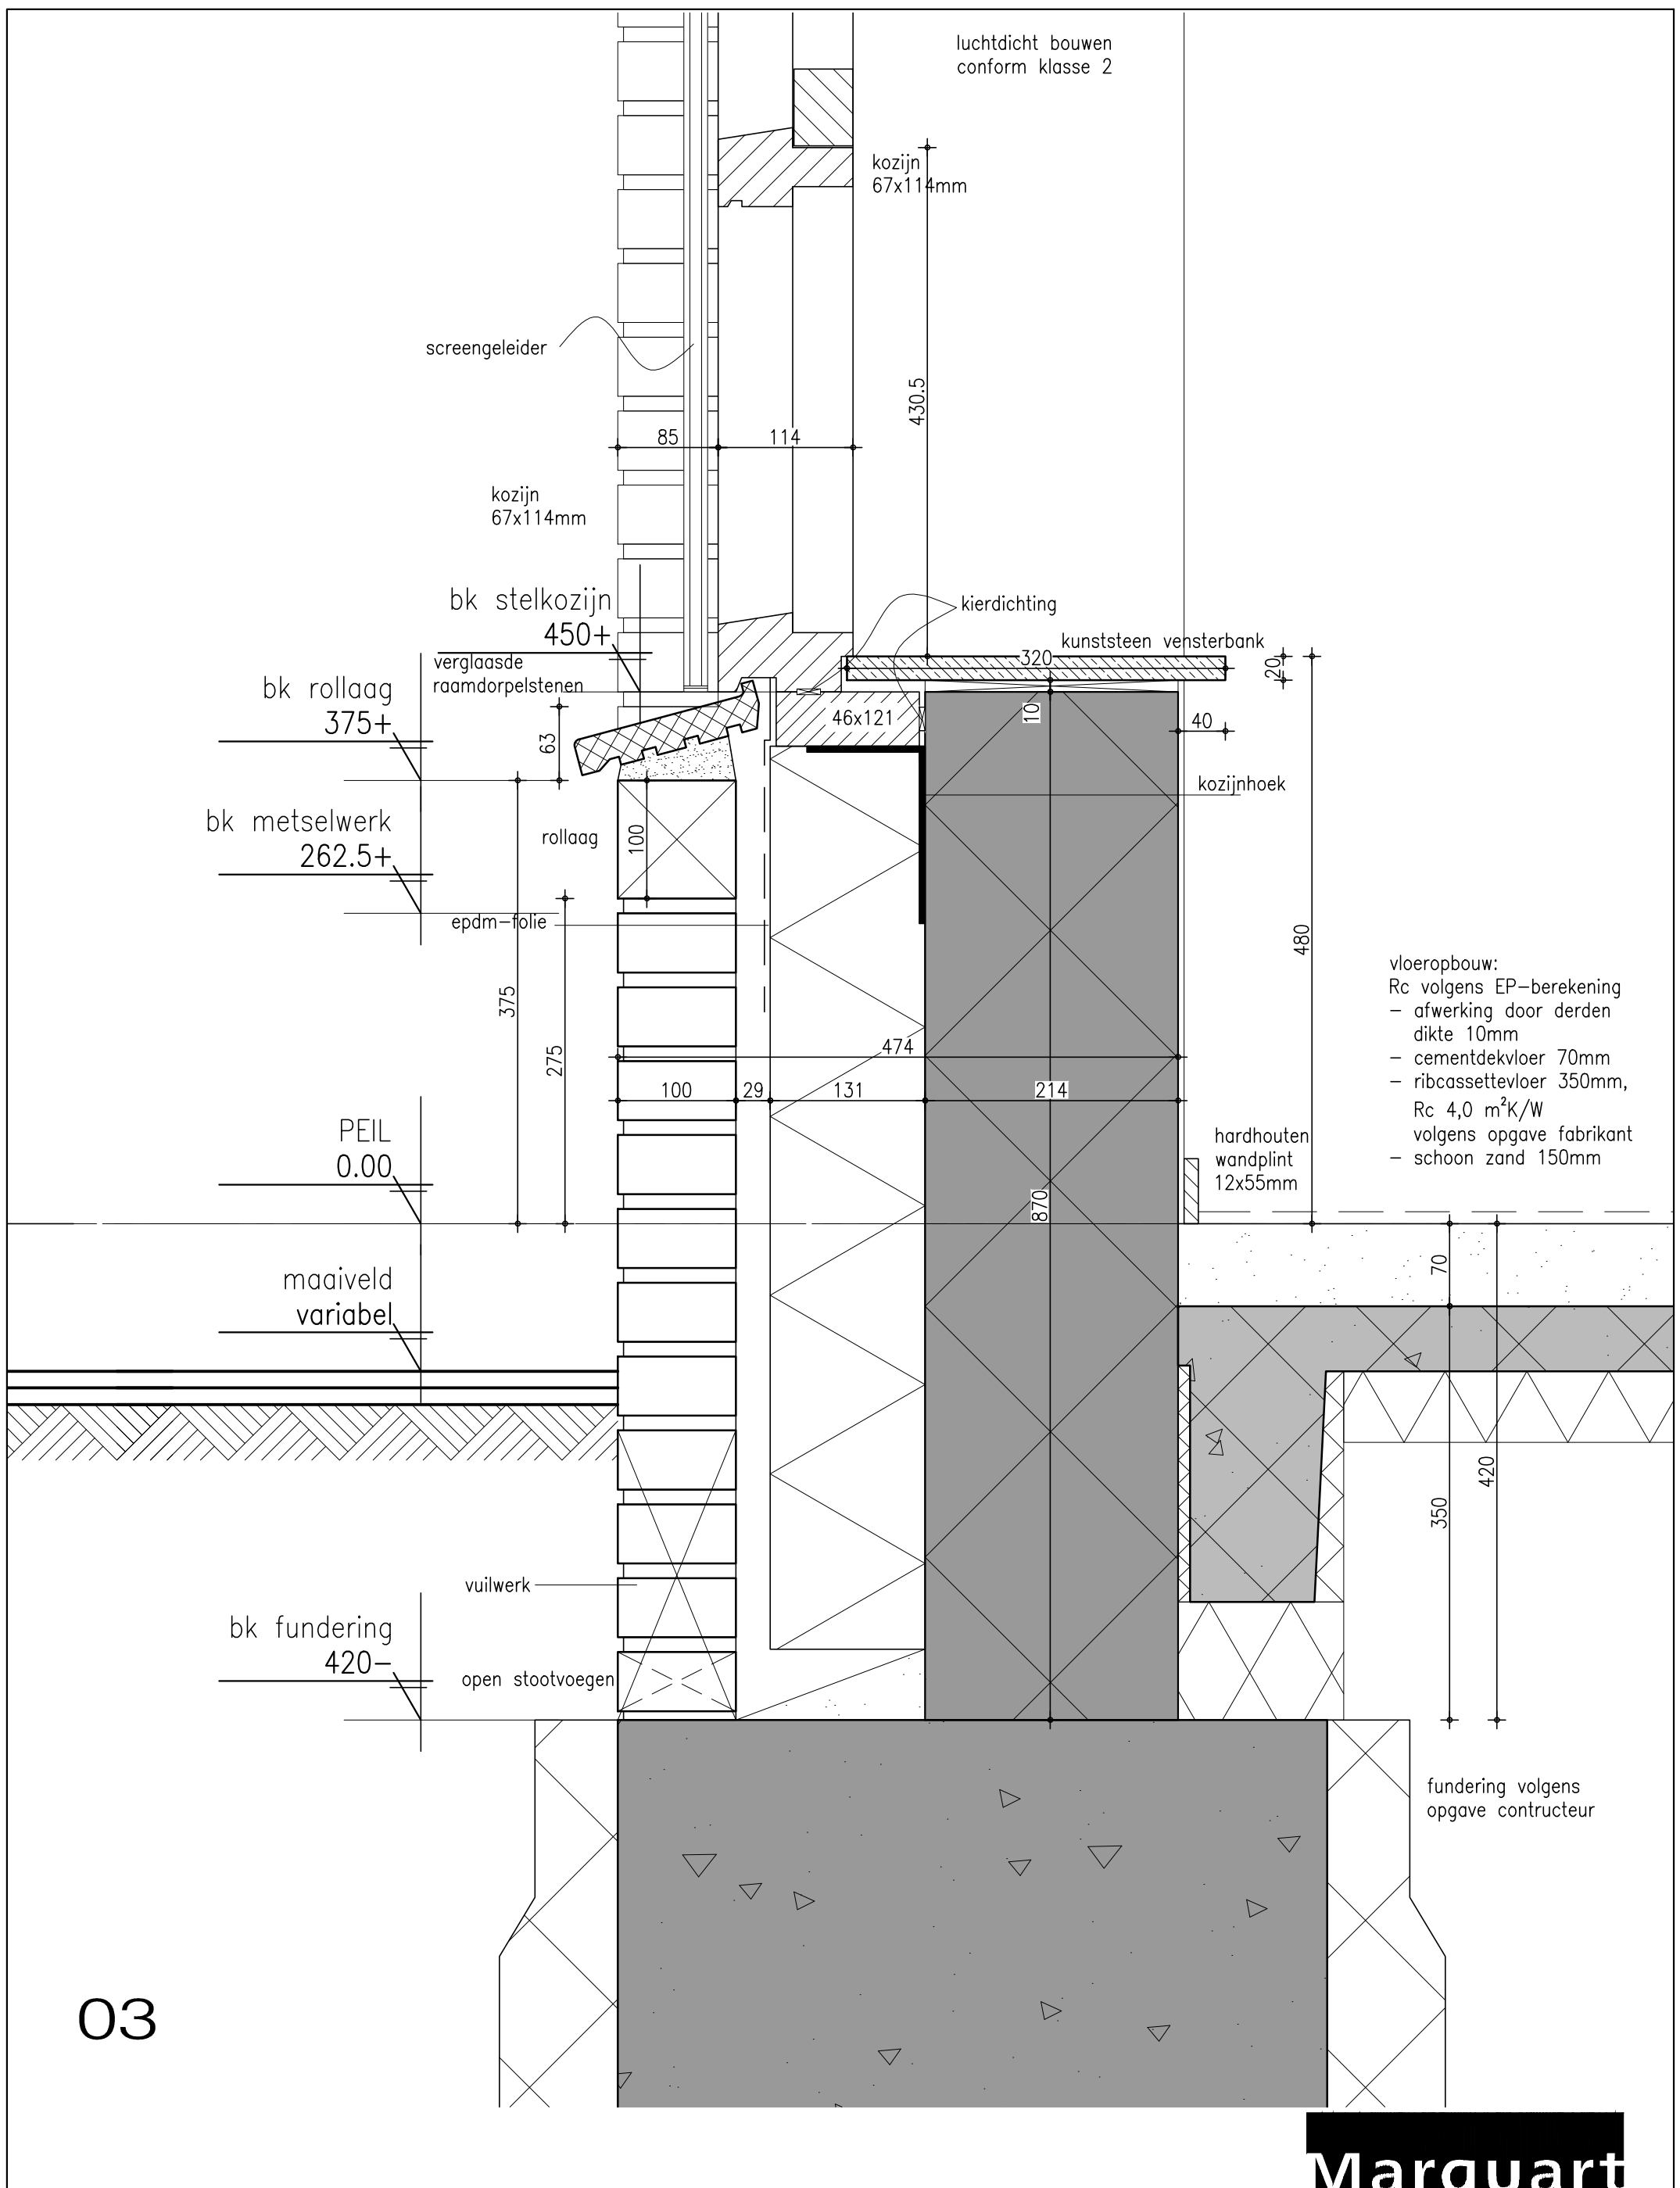 luchtdicht bouwen
conform klasse 2
kozijn
67x114mm
screengeleider
430.5
85
114
kozijn
67x114mm
bk stelkozijn
450+
kierdichting
kunststeen vensterbank
verglaasde
raamdorpelstenen
320
20
bk rollaag
375+
63
46x121
10
40
kozijnhoek
bk metselwerk
262.5+
rollaag
100
epdm-folie
480
375
275
474
100
29
131
214
vloeropbouw:
Rc volgens EP-berekening
- afwerking door derden
dikte 10mm
- cementdekvloer 70mm
- ribcassettevloer 350mm,
Rc 4,0 m²K/W
volgens opgave fabrikant
- schoon zand 150mm
PEIL
0.00
hardhouten
wandplint
12x55mm
870
maaiveld
variabel
70
420
350
vuilwerk
bk fundering
420-
open stootvoegen
fundering volgens
opgave contructeur
03
Marquart